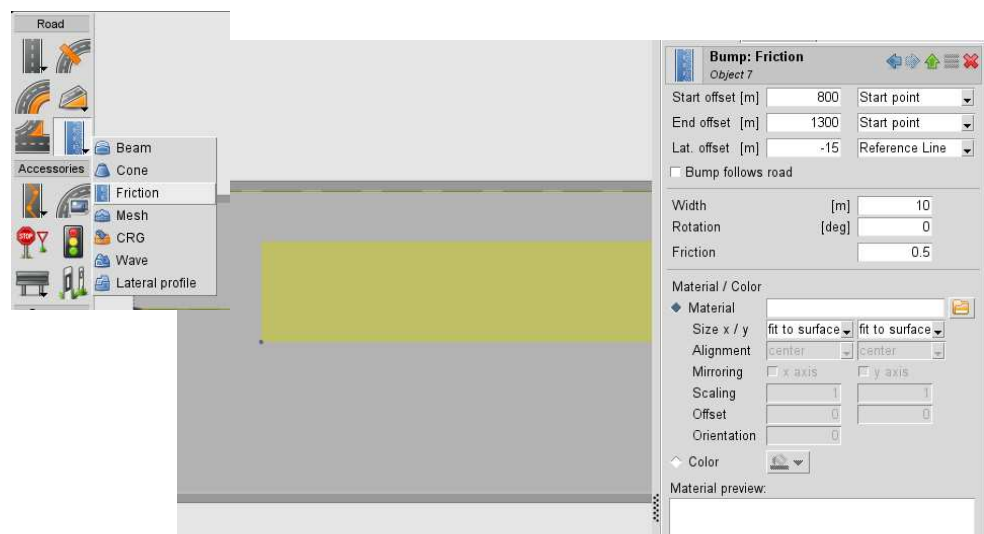 Road
Beam
Cone
Accessories
Friction
Mesh
CRG
Wave
Lateral profile
STOP
Bump: Friction
Object 7
Start offset [m] 800 Start point
End offset [m] 1300 Start point
Lat. offset [m] -15 Reference Line
Bump follows road
Width [m] 10
Rotation [deg] 0
Friction 0.5
Material / Color
Material
Size x / y fit to surface fit to surface
Alignment center center
Mirroring x axis y axis
Scaling 1 1
Offset 0 0
Orientation 0
Color
Material preview: